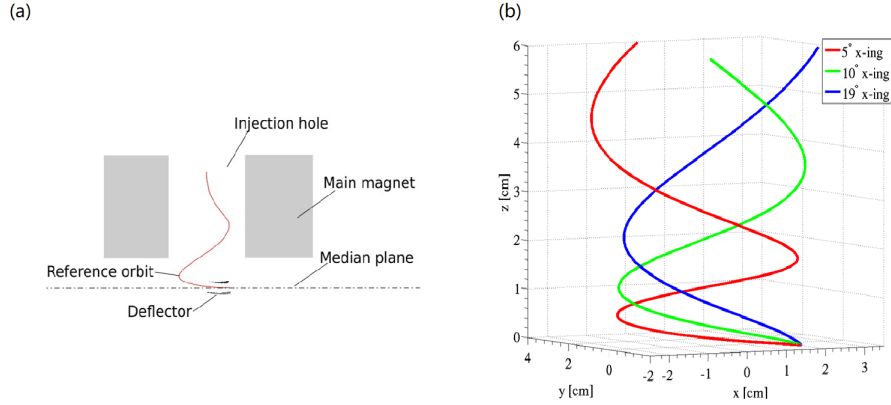 (a)
Injection hole
Main magnet
Reference orbit
Median plane
Deflector
(b)
5° x-ing
10° x-ing
19° x-ing
z [cm]
6
5
4
3
2
1
0
4
2
0
-2
y [cm]
-2
-1
0
1
2
3
x [cm]